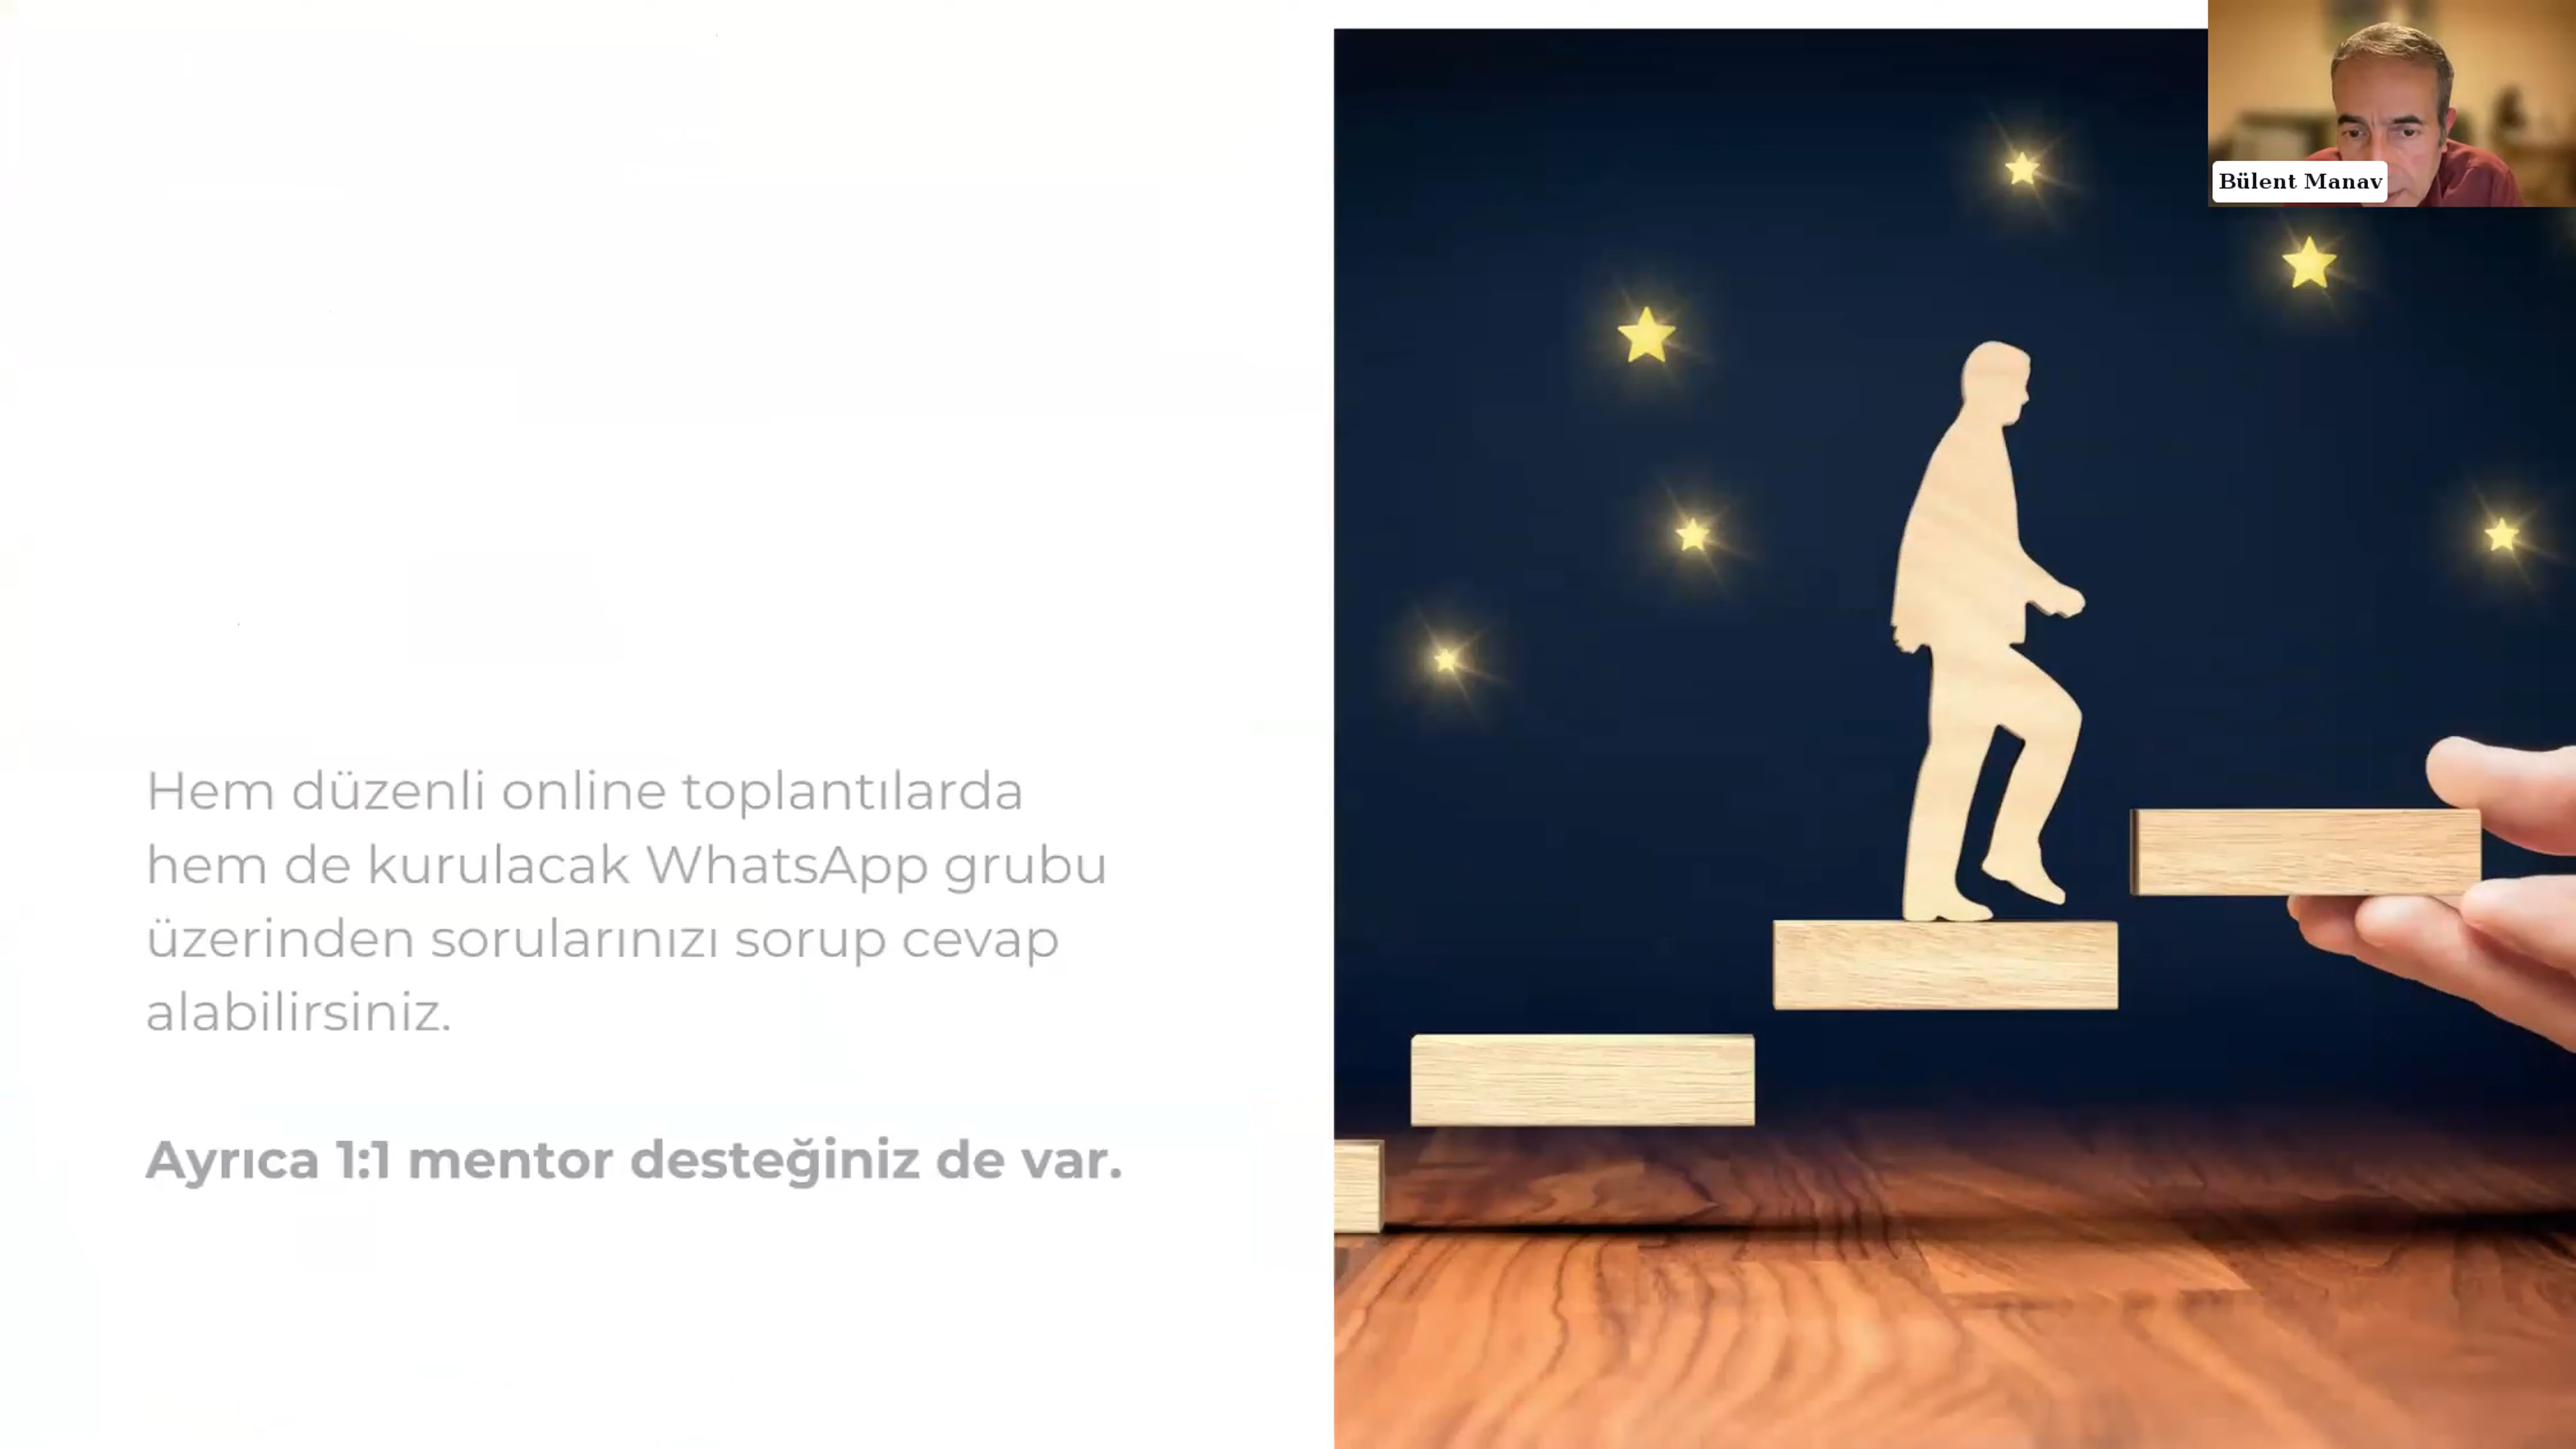 Bülent Manav
Hem düzenli online toplantılarda
hem de kurulacak WhatsApp grubu
üzerinden sorularınızı sorup cevap
alabilirsiniz.
Ayrıca 1:1 mentor desteğiniz de var.